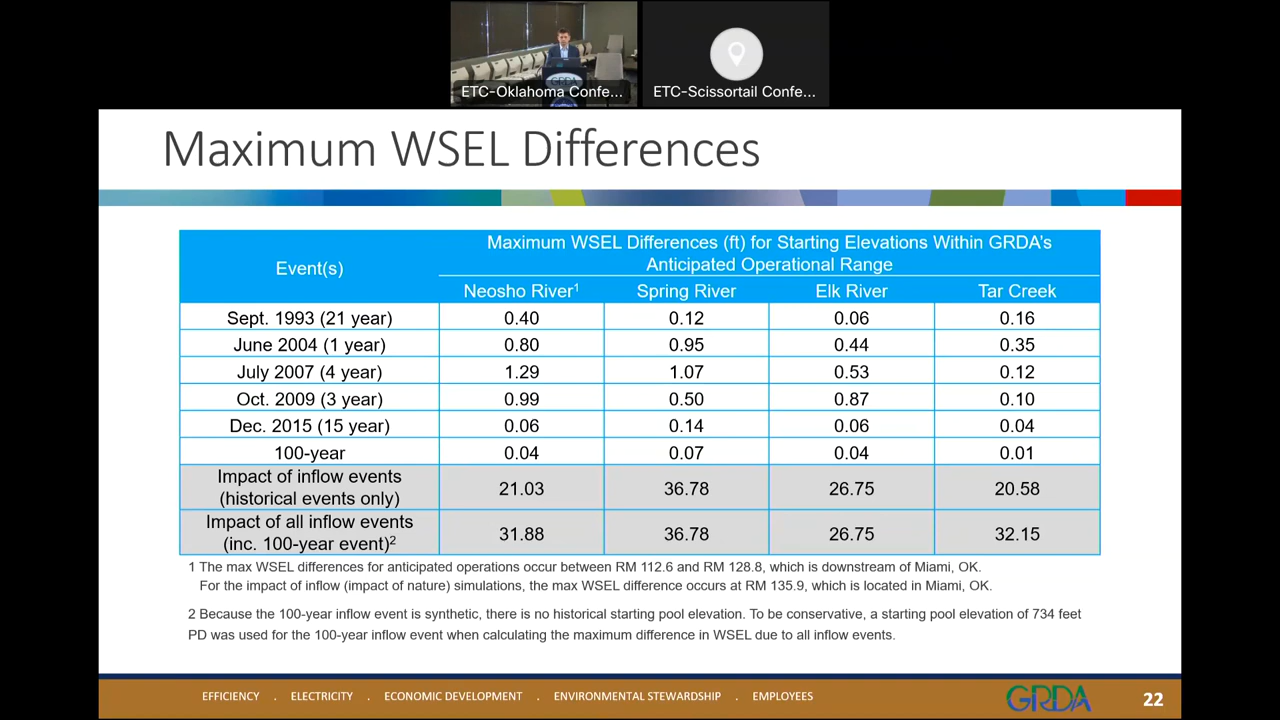 ETC-Oklahoma Confe...
ETC-Scissortail Confe...
GRDA
Maximum WSEL Differences
Event(s)
Maximum WSEL Differences (ft) for Starting Elevations Within GRDA's
Anticipated Operational Range
Neosho River¹ Spring River Elk River Tar Creek
Sept. 1993 (21 year) 0.40 0.12 0.06 0.16
June 2004 (1 year) 0.80 0.95 0.44 0.35
July 2007 (4 year) 1.29 1.07 0.53 0.12
Oct. 2009 (3 year) 0.99 0.50 0.87 0.10
Dec. 2015 (15 year) 0.06 0.14 0.06 0.04
100-year 0.04 0.07 0.04 0.01
Impact of inflow events
(historical events only) 21.03 36.78 26.75 20.58
Impact of all inflow events
(inc. 100-year event)² 31.88 36.78 26.75 32.15
1 The max WSEL differences for anticipated operations occur between RM 112.6 and RM 128.8, which is downstream of Miami, OK.
For the impact of inflow (impact of nature) simulations, the max WSEL difference occurs at RM 135.9, which is located in Miami, OK.
2 Because the 100-year inflow event is synthetic, there is no historical starting pool elevation. To be conservative, a starting pool elevation of 734 feet
PD was used for the 100-year inflow event when calculating the maximum difference in WSEL due to all inflow events.
EFFICIENCY . ELECTRICITY . ECONOMIC DEVELOPMENT . ENVIRONMENTAL STEWARDSHIP . EMPLOYEES
GRDA
22